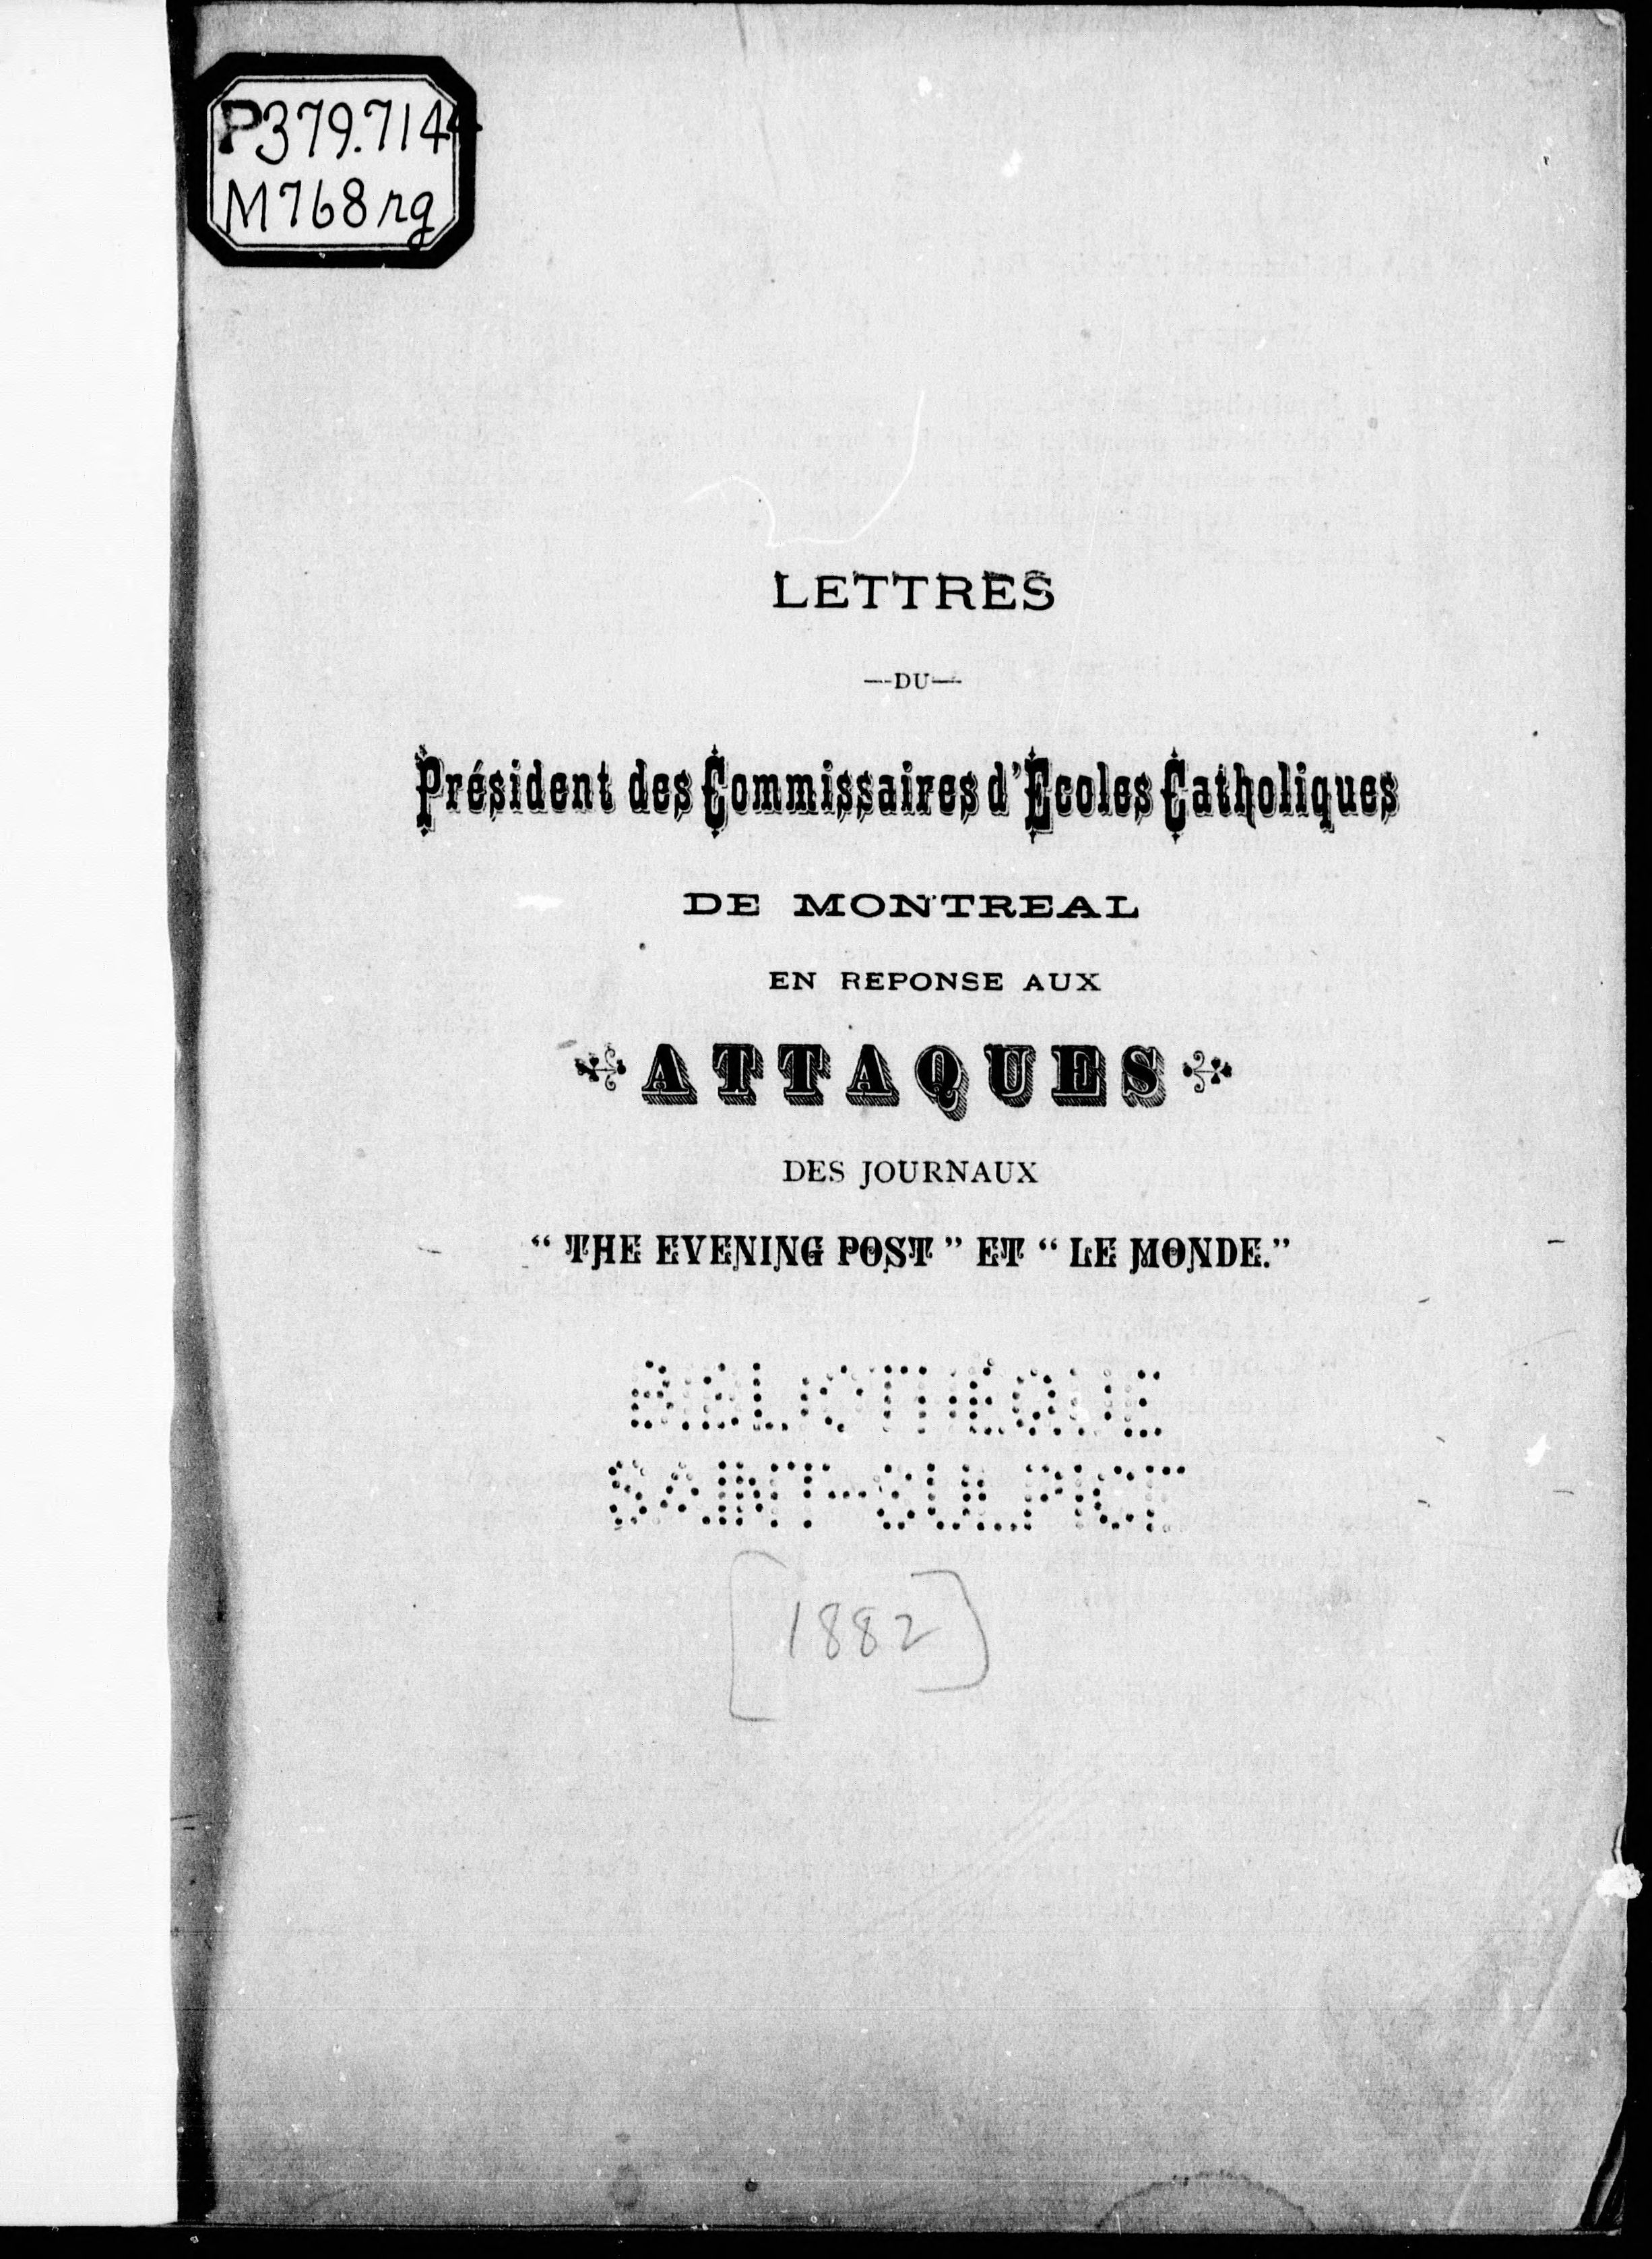 P379.714
M768rg
LETTRES
—DU—
Président des Commissaires d'Ecoles Catholiques
DE MONTREAL
EN REPONSE AUX
ATTAQUES
DES JOURNAUX
“ THE EVENING POST ” ET “ LE MONDE.”
BIBLIOTHÈQUE
SAINT-SULPICE
[1882]